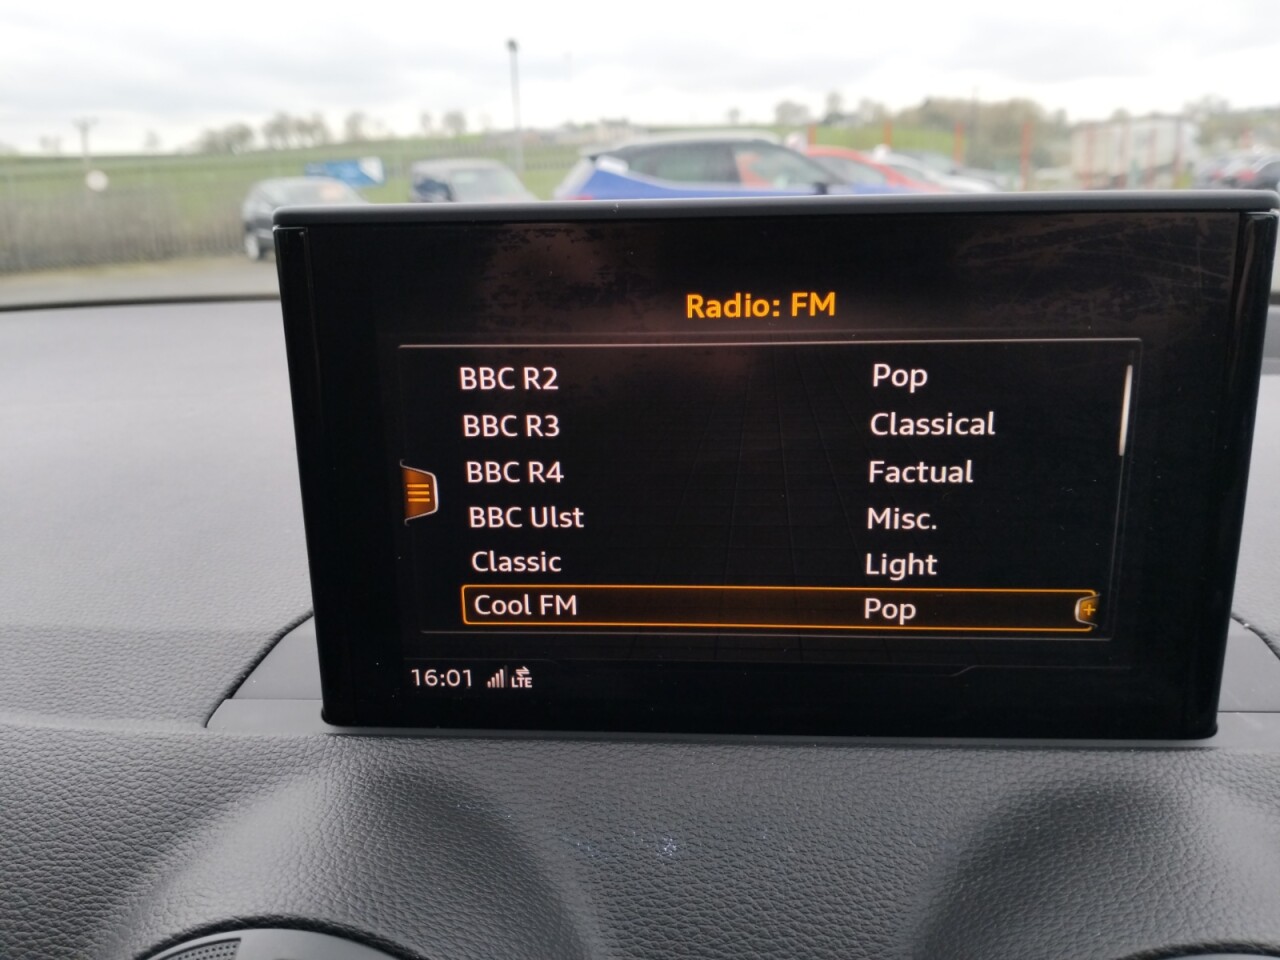 Radio: FM
BBC R2 Pop
BBC R3 Classical
BBC R4 Factual
BBC Ulst Misc.
Classic Light
Cool FM Pop
16:01 LTE